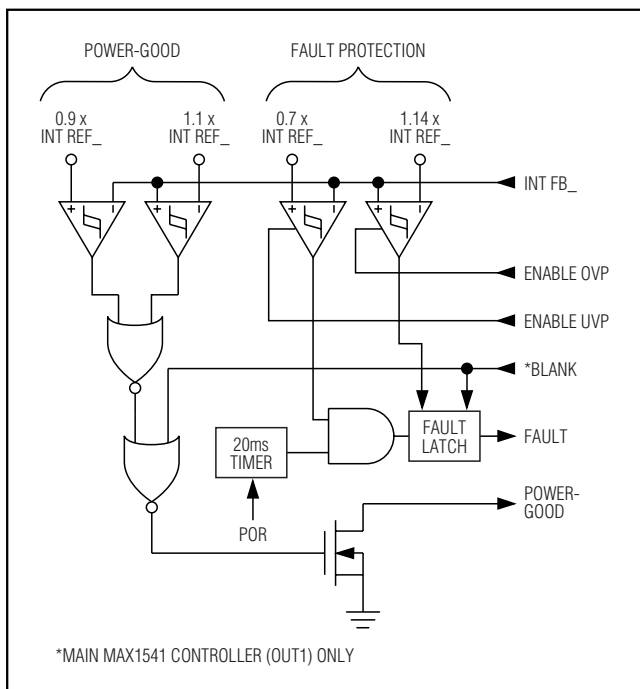 POWER-GOOD
FAULT PROTECTION
0.9 x
INT REF_
1.1 x
INT REF_
0.7 x
INT REF_
1.14 x
INT REF_
+
–
+
–
+
–
+
–
INT FB_
ENABLE OVP
ENABLE UVP
*BLANK
FAULT
LATCH
FAULT
20ms
TIMER
POR
POWER-
GOOD
*MAIN MAX1541 CONTROLLER (OUT1) ONLY